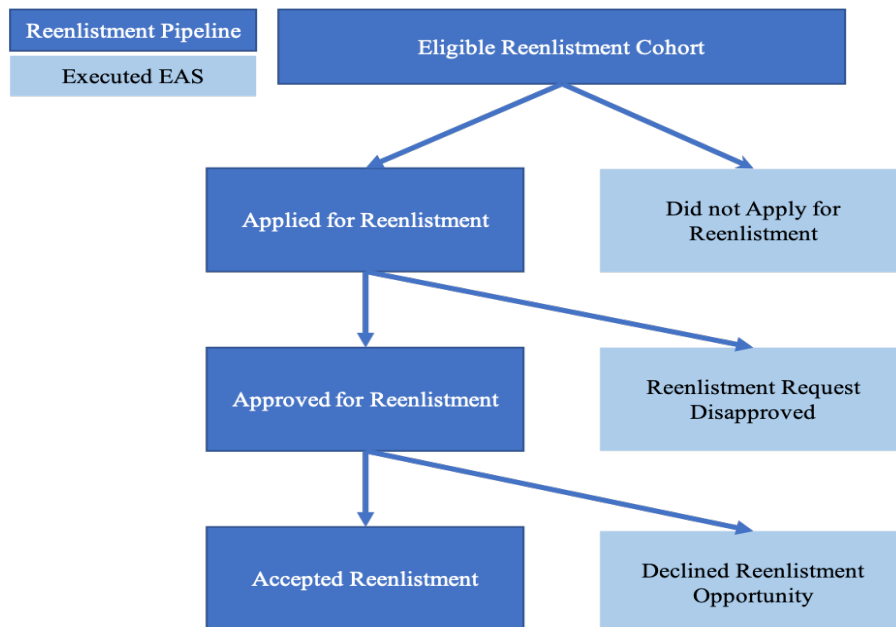 Reenlistment Pipeline
Executed EAS
Eligible Reenlistment Cohort
Applied for Reenlistment
Did not Apply for
Reenlistment
Approved for Reenlistment
Reenlistment Request
Disapproved
Accepted Reenlistment
Declined Reenlistment
Opportunity